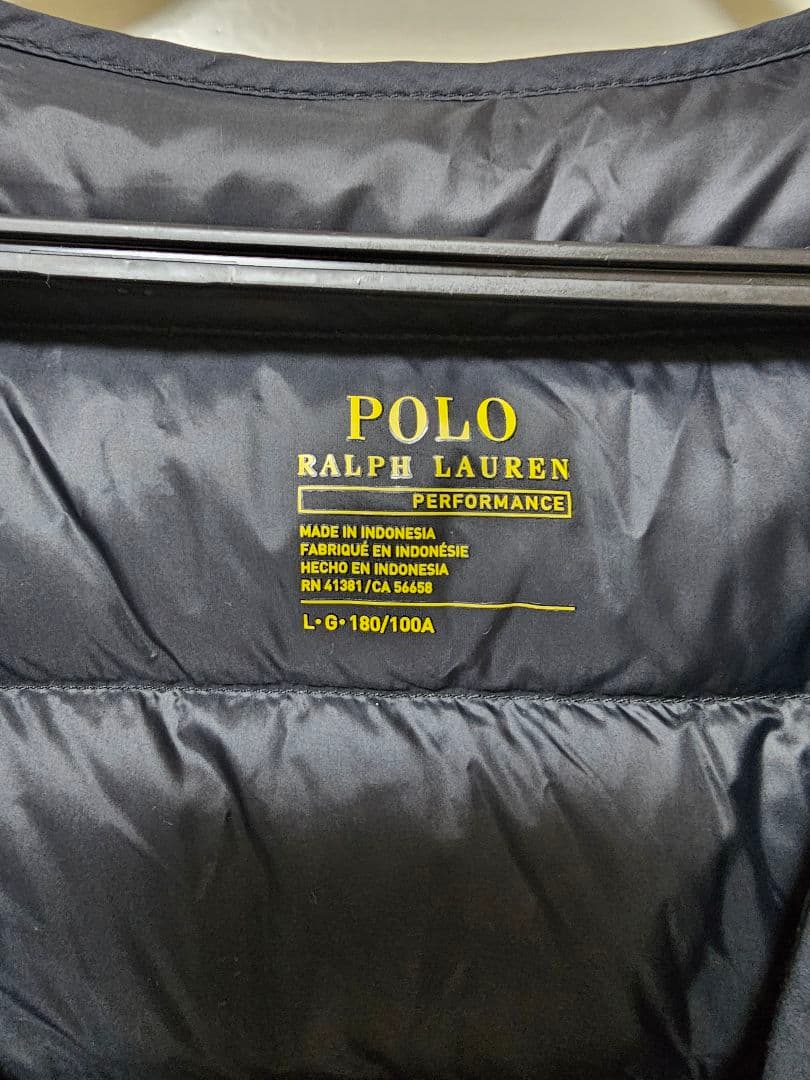 POLO
RALPH LAUREN
PERFORMANCE
MADE IN INDONESIA
FABRIQUÉ EN INDONÉSIE
HECHO EN INDONESIA
RN 41381/CA 56658
L•G•180/100A